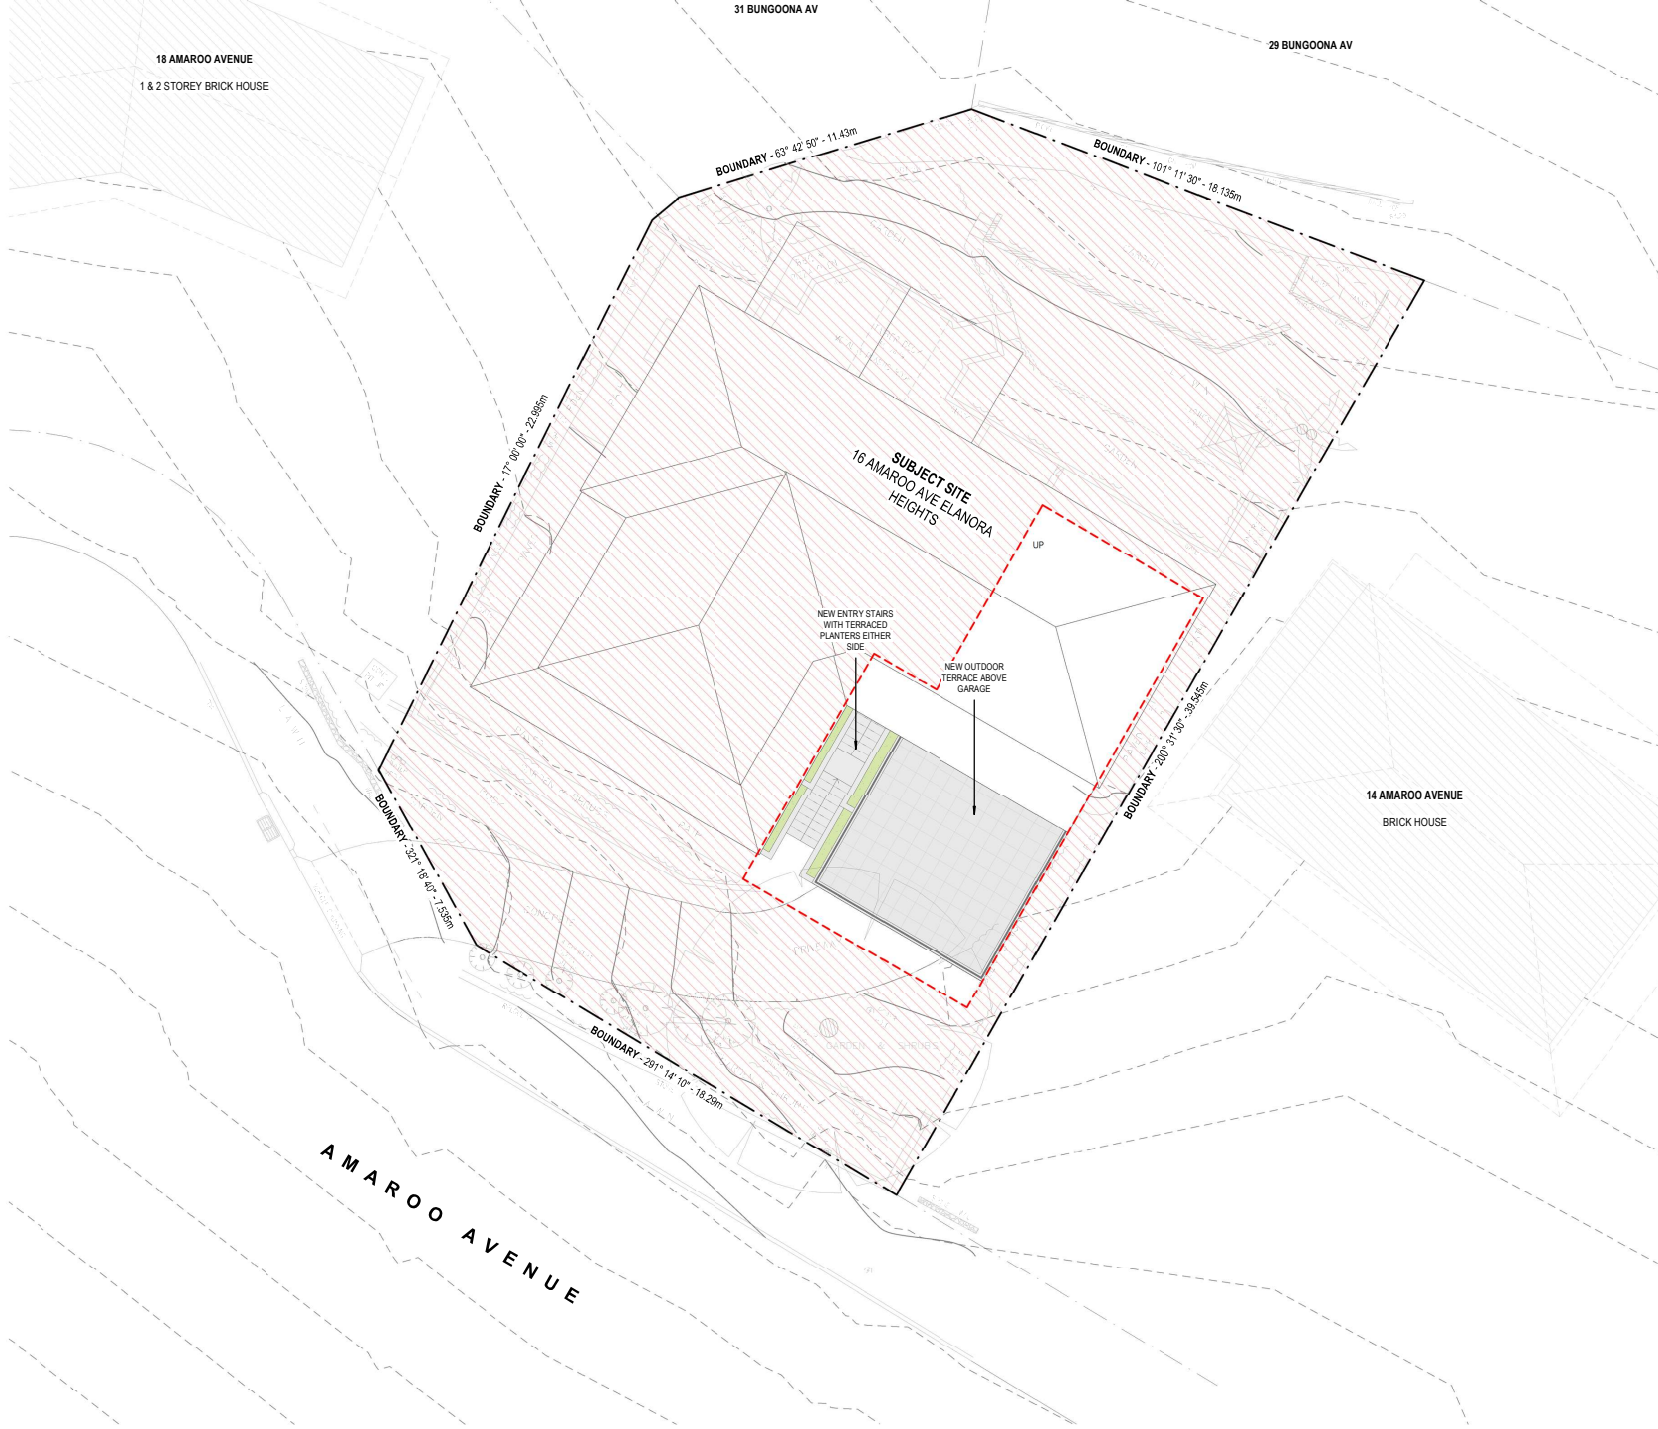 31 BUNGOONA AV
29 BUNGOONA AV
18 AMAROO AVENUE
1 & 2 STOREY BRICK HOUSE
BOUNDARY - 63° 42' 50" - 11.43m
BOUNDARY - 101° 11' 30" - 18.135m
BOUNDARY - 17° 00' 00" - 22.995m
SUBJECT SITE
16 AMAROO AVE ELANORA
HEIGHTS
UP
NEW ENTRY STAIRS
WITH TERRACED
PLANTERS EITHER
SIDE
NEW OUTDOOR
TERRACE ABOVE
GARAGE
BOUNDARY - 200° 31' 30" - 39.545m
14 AMAROO AVENUE
BRICK HOUSE
BOUNDARY - 321° 18' 40" - 7.535m
GARDEN
SHRUBS
BOUNDARY - 291° 14' 10" - 18.29m
AMAROO AVENUE